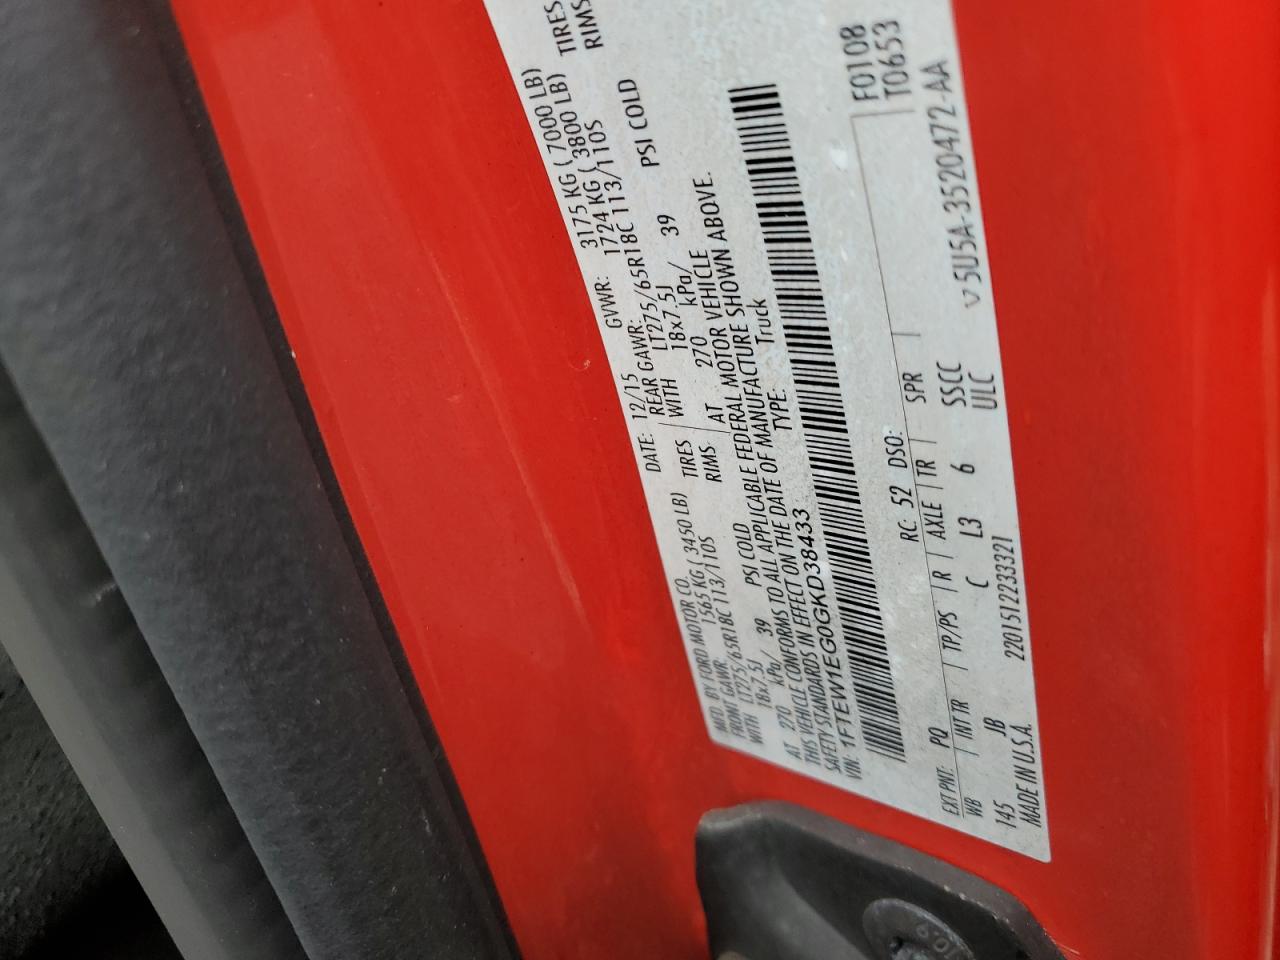 MFD. BY FORD MOTOR CO.
DATE: 12/15 GVWR: 3175 KG ( 7000 LB)
FRONT GAWR: 1565 KG ( 3450 LB) REAR GAWR: 1724 KG ( 3800 LB)
WITH LT275/65R18C 113/110S TIRES WITH LT275/65R18C 113/110S TIRES
18x7.5J RIMS 18x7.5J RIMS
AT 270 kPa/ 39 PSI COLD AT 270 kPa/ 39 PSI COLD
THIS VEHICLE CONFORMS TO ALL APPLICABLE FEDERAL MOTOR VEHICLE
SAFETY STANDARDS IN EFFECT ON THE DATE OF MANUFACTURE SHOWN ABOVE.
VIN: 1FTEW1EG0GKD38433 TYPE: Truck
F0108
T0653
EXT PNT: PQ RC: 52 DSO:
WB INT TR TP/PS R AXLE TR SPR
145 JB C L3 6 SSCC
MADE IN U.S.A. 2201512233321 ULC
▽5U5A-3520472-AA